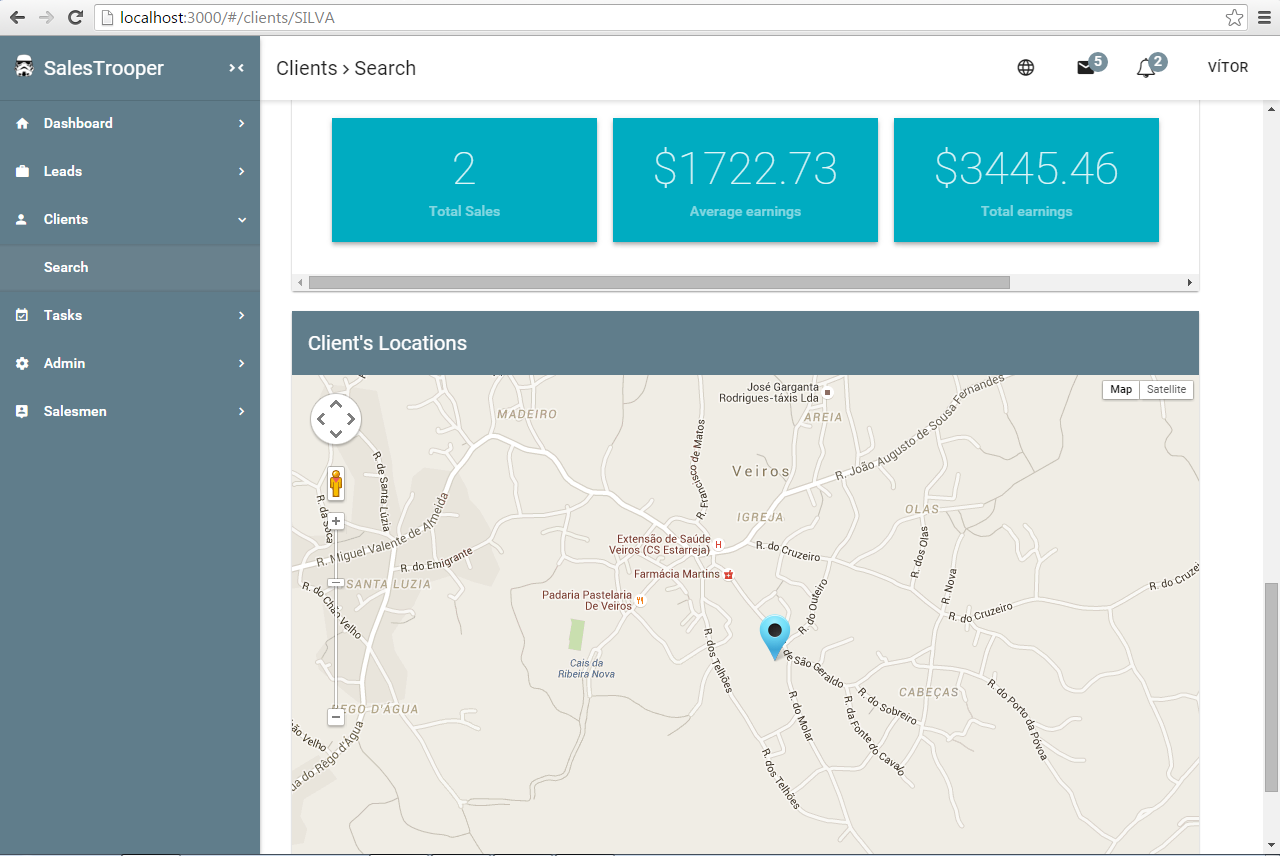 localhost:3000/#/clients/SILVA
SalesTrooper
Clients > Search
5
2
VÍTOR
Dashboard
Leads
Clients
Search
Tasks
Admin
Salesmen
2
Total Sales
$1722.73
Average earnings
$3445.46
Total earnings
Client's Locations
Map
Satellite
José Garganta
Rodrigues-táxis Lda
MADEIRO
AREIA
R. João Augusto de Sousa Fernandes
R. Francisco de Matos
R. de Santa Lúzia
Veiros
OLAS
IGREJA
R. da Soca
R. Miguel Valente de Almeida
Extensão de Saúde
Veiros (CS Estarreja)
H
R. do Cruzeiro
R. dos Olas
R. do Emigrante
Farmácia Martins
SANTA LUZIA
R. Nova
R. do Cruze
R. do Chão Velho
Padaria Pastelaria
De Veiros
R. do Outeiro
R. do Cruzeiro
R. dos Telhões
de São Geraldo
Cais da
Ribeira Nova
CABEÇAS
R. do Molar
R. da Fonte do Cavalo
R. do Sobreiro
R. do Porto da Póvoa
RÊGO D'ÁGUA
ão Velho
ua do Rêgo d'Água
R. dos Telhões